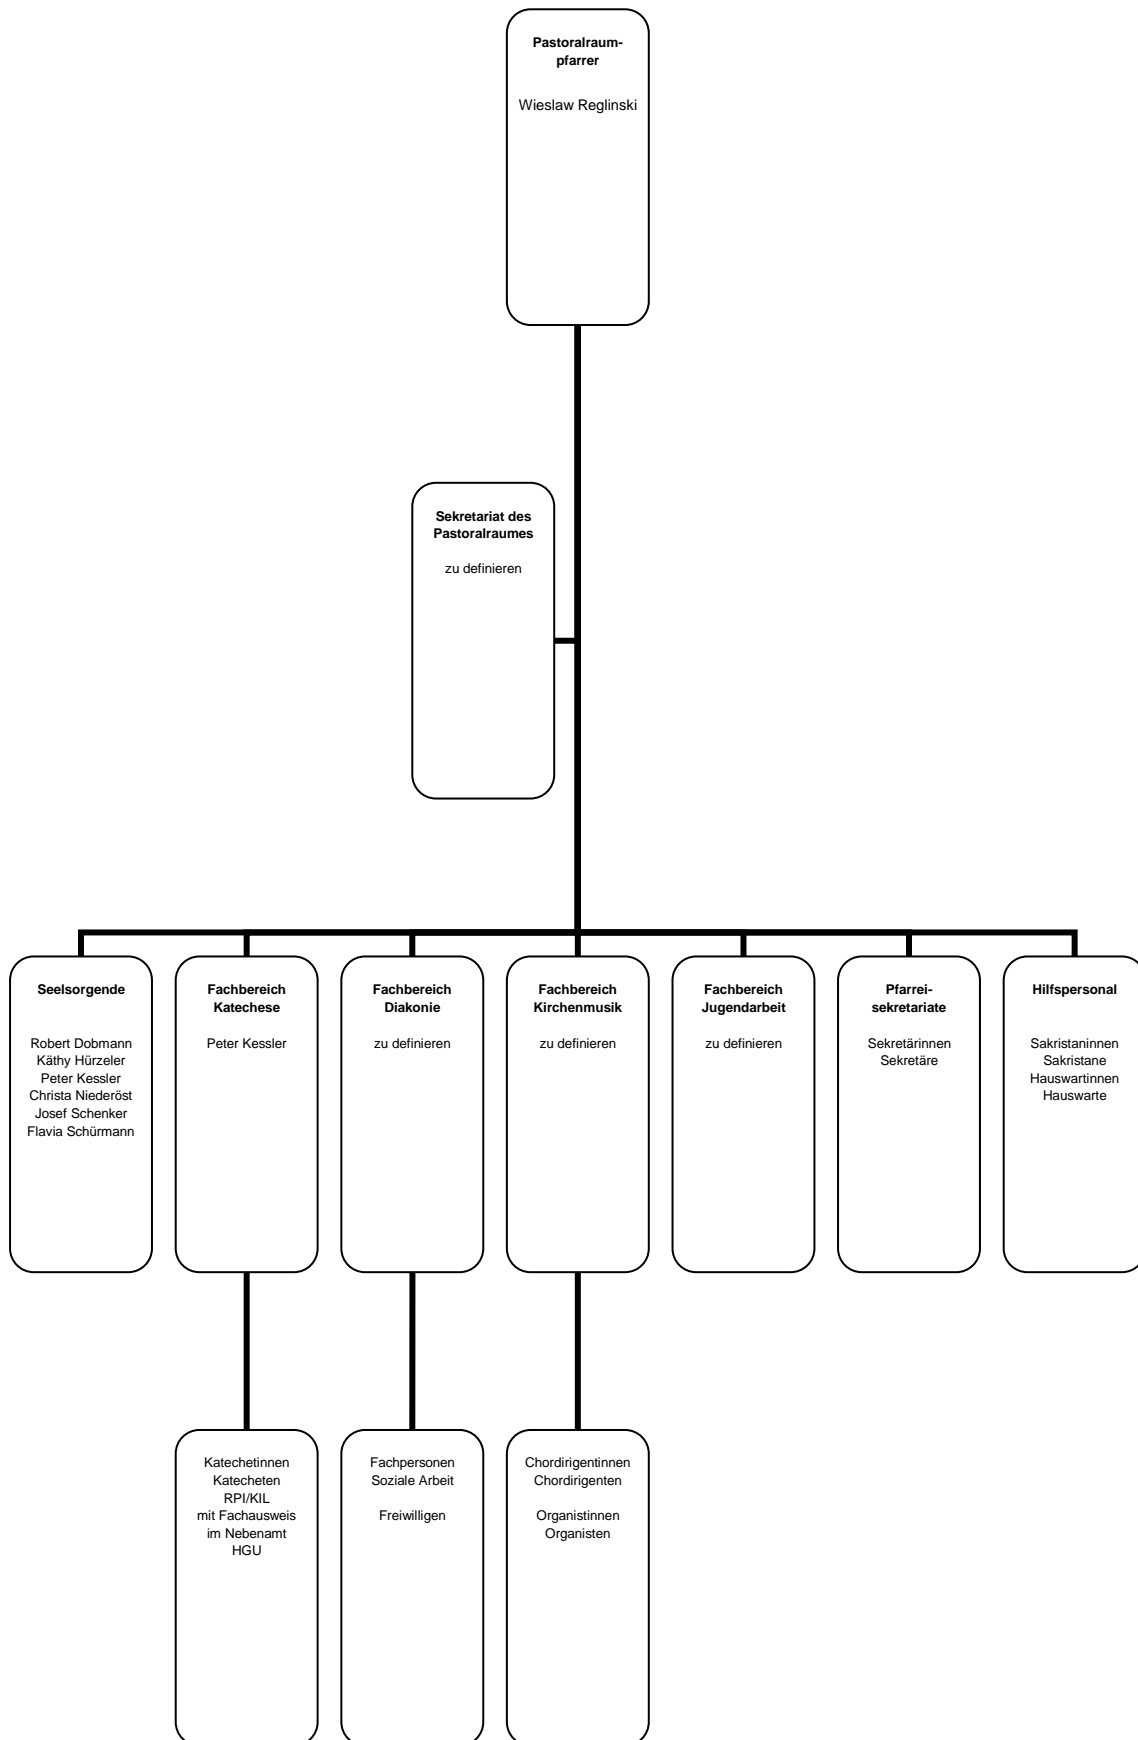 Pastoralraum-
pfarrer
Wieslaw Reglinski
Sekretariat des
Pastoralraumes
zu definieren
Seelsorgende
Robert Dobmann
Käthy Hürzeler
Peter Kessler
Christa Niederöst
Josef Schenker
Flavia Schürmann
Fachbereich
Katechese
Peter Kessler
Fachbereich
Diakonie
zu definieren
Fachbereich
Kirchenmusik
zu definieren
Fachbereich
Jugendarbeit
zu definieren
Pfarrei-
sekretariate
Sekretärinnen
Sekretäre
Hilfspersonal
Sakristaninnen
Sakristane
Hauswartinnen
Hauswarte
Katechetinnen
Katecheten
RPI/KIL
mit Fachausweis
im Nebenamt
HGU
Fachpersonen
Soziale Arbeit
Freiwilligen
Chordirigentinnen
Chordirigenten
Organistinnen
Organisten